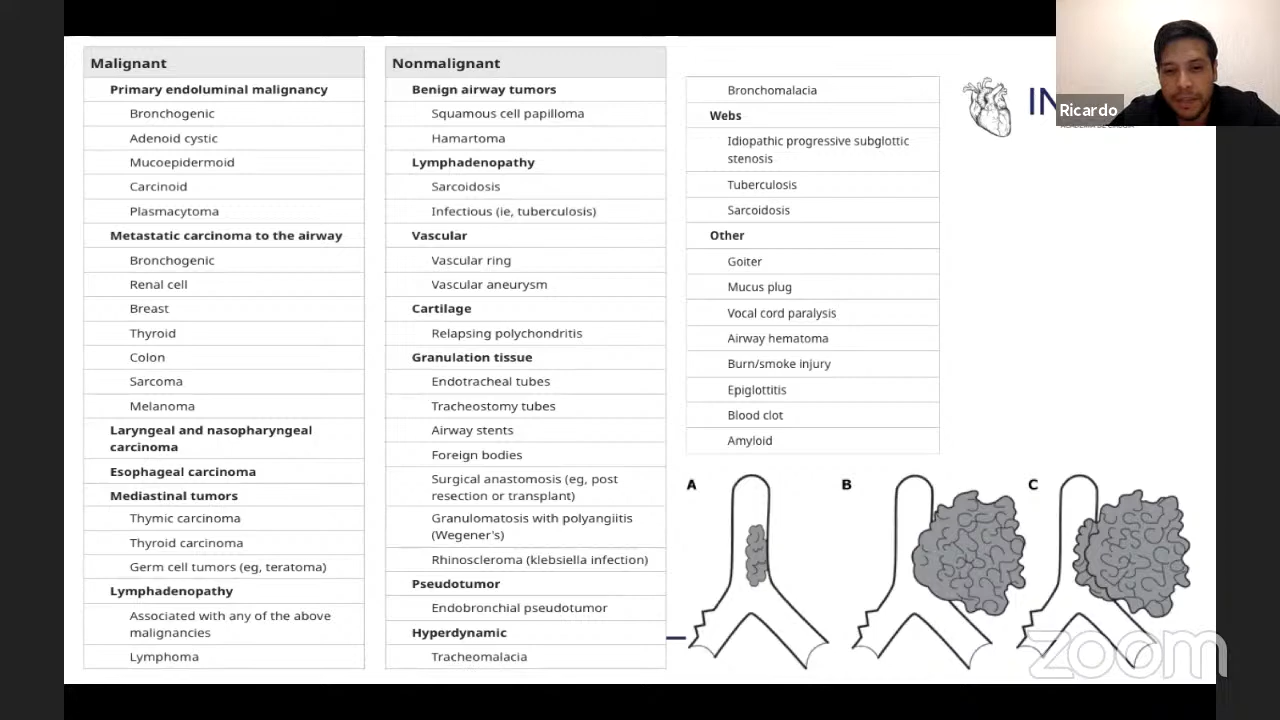 Malignant
Primary endoluminal malignancy
Bronchogenic
Adenoid cystic
Mucoepidermoid
Carcinoid
Plasmacytoma
Metastatic carcinoma to the airway
Bronchogenic
Renal cell
Breast
Thyroid
Colon
Sarcoma
Melanoma
Laryngeal and nasopharyngeal
carcinoma
Esophageal carcinoma
Mediastinal tumors
Thymic carcinoma
Thyroid carcinoma
Germ cell tumors (eg, teratoma)
Lymphadenopathy
Associated with any of the above
malignancies
Lymphoma
Nonmalignant
Benign airway tumors
Squamous cell papilloma
Hamartoma
Lymphadenopathy
Sarcoidosis
Infectious (ie, tuberculosis)
Vascular
Vascular ring
Vascular aneurysm
Cartilage
Relapsing polychondritis
Granulation tissue
Endotracheal tubes
Tracheostomy tubes
Airway stents
Foreign bodies
Surgical anastomosis (eg, post
resection or transplant)
Granulomatosis with polyangiitis
(Wegener's)
Rhinoscleroma (klebsiella infection)
Pseudotumor
Endobronchial pseudotumor
Hyperdynamic
Tracheomalacia
Bronchomalacia
Webs
Idiopathic progressive subglottic
stenosis
Tuberculosis
Sarcoidosis
Other
Goiter
Mucus plug
Vocal cord paralysis
Airway hematoma
Burn/smoke injury
Epiglottitis
Blood clot
Amyloid
A
B
C
Ricardo
zoom